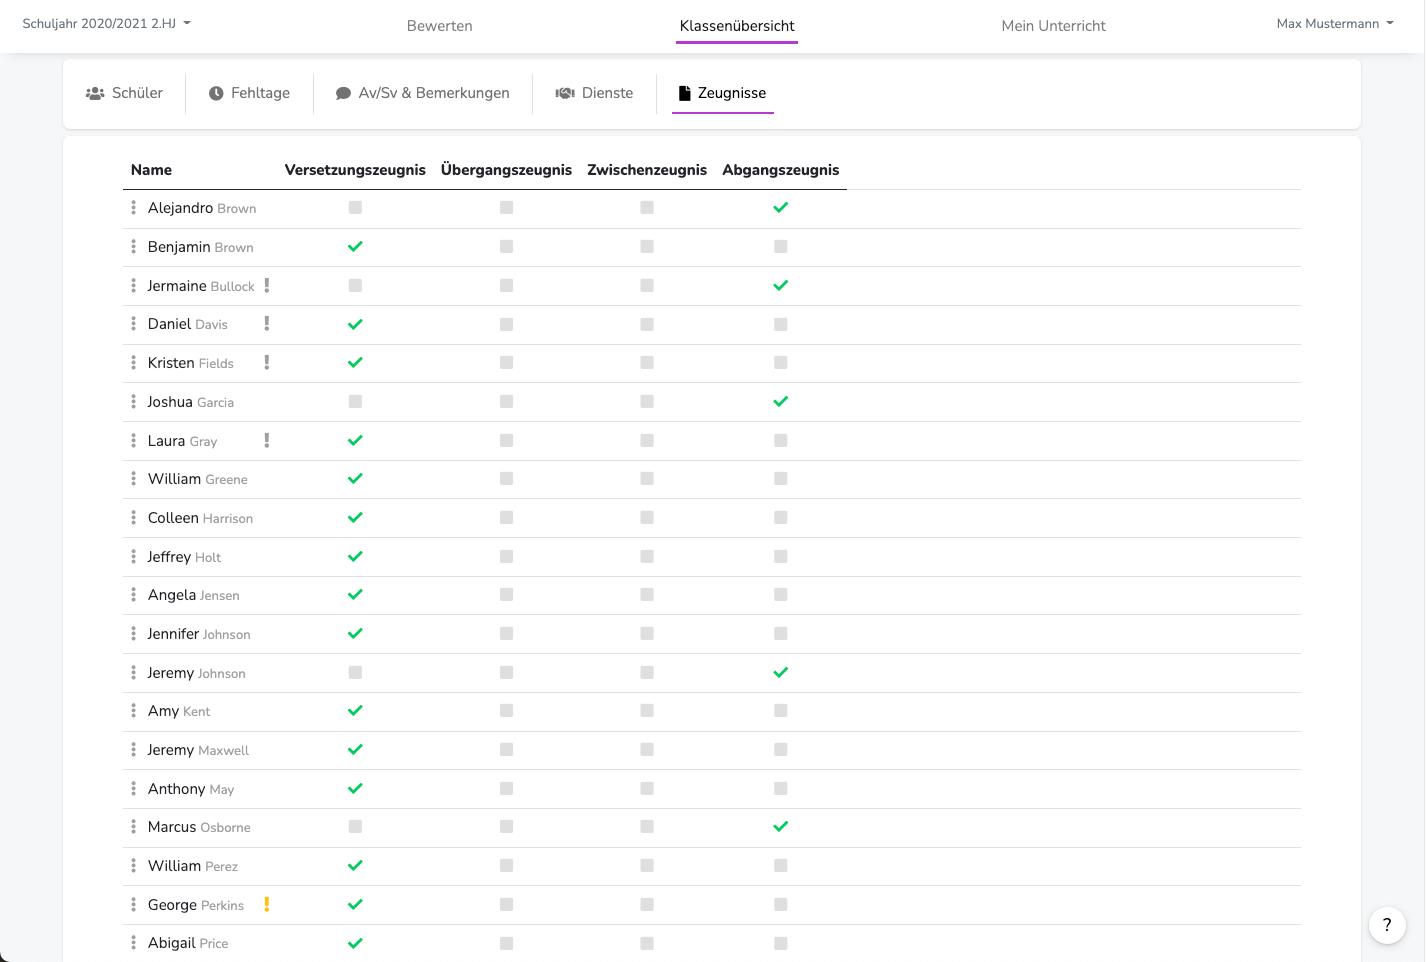 Schuljahr 2020/2021 2.HJ
Bewerten
Klassenübersicht
Mein Unterricht
Max Mustermann
Schüler
Fehltage
Av/Sv & Bemerkungen
Dienste
Zeugnisse
Name Versetzungszeugnis Übergangszeugnis Zwischenzeugnis Abgangszeugnis
Alejandro Brown
Benjamin Brown
Jermaine Bullock !
Daniel Davis !
Kristen Fields !
Joshua Garcia
Laura Gray !
William Greene
Colleen Harrison
Jeffrey Holt
Angela Jensen
Jennifer Johnson
Jeremy Johnson
Amy Kent
Jeremy Maxwell
Anthony May
Marcus Osborne
William Perez
George Perkins !
Abigail Price
?